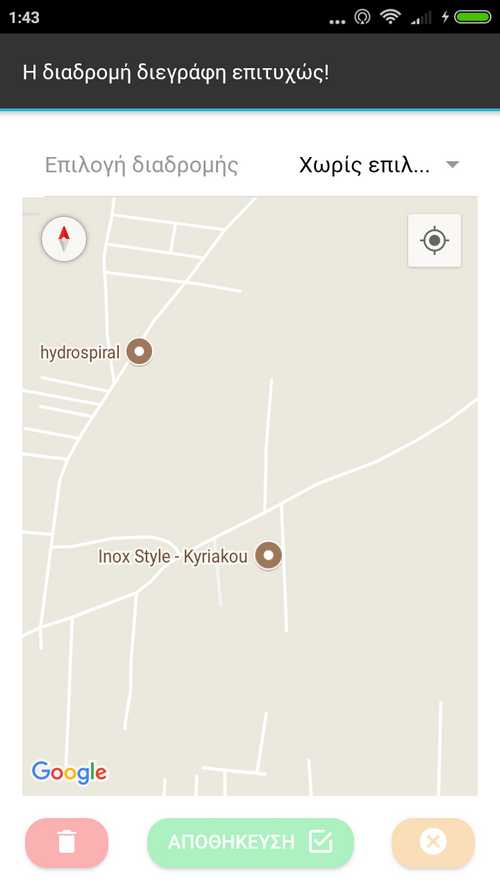 1:43
Η διαδρομή διεγράφη επιτυχώς!
Επιλογή διαδρομής Χωρίς επιλ...
hydrospiral
Inox Style - Kyriakou
Google
ΑΠΟΘΗΚΕΥΣΗ